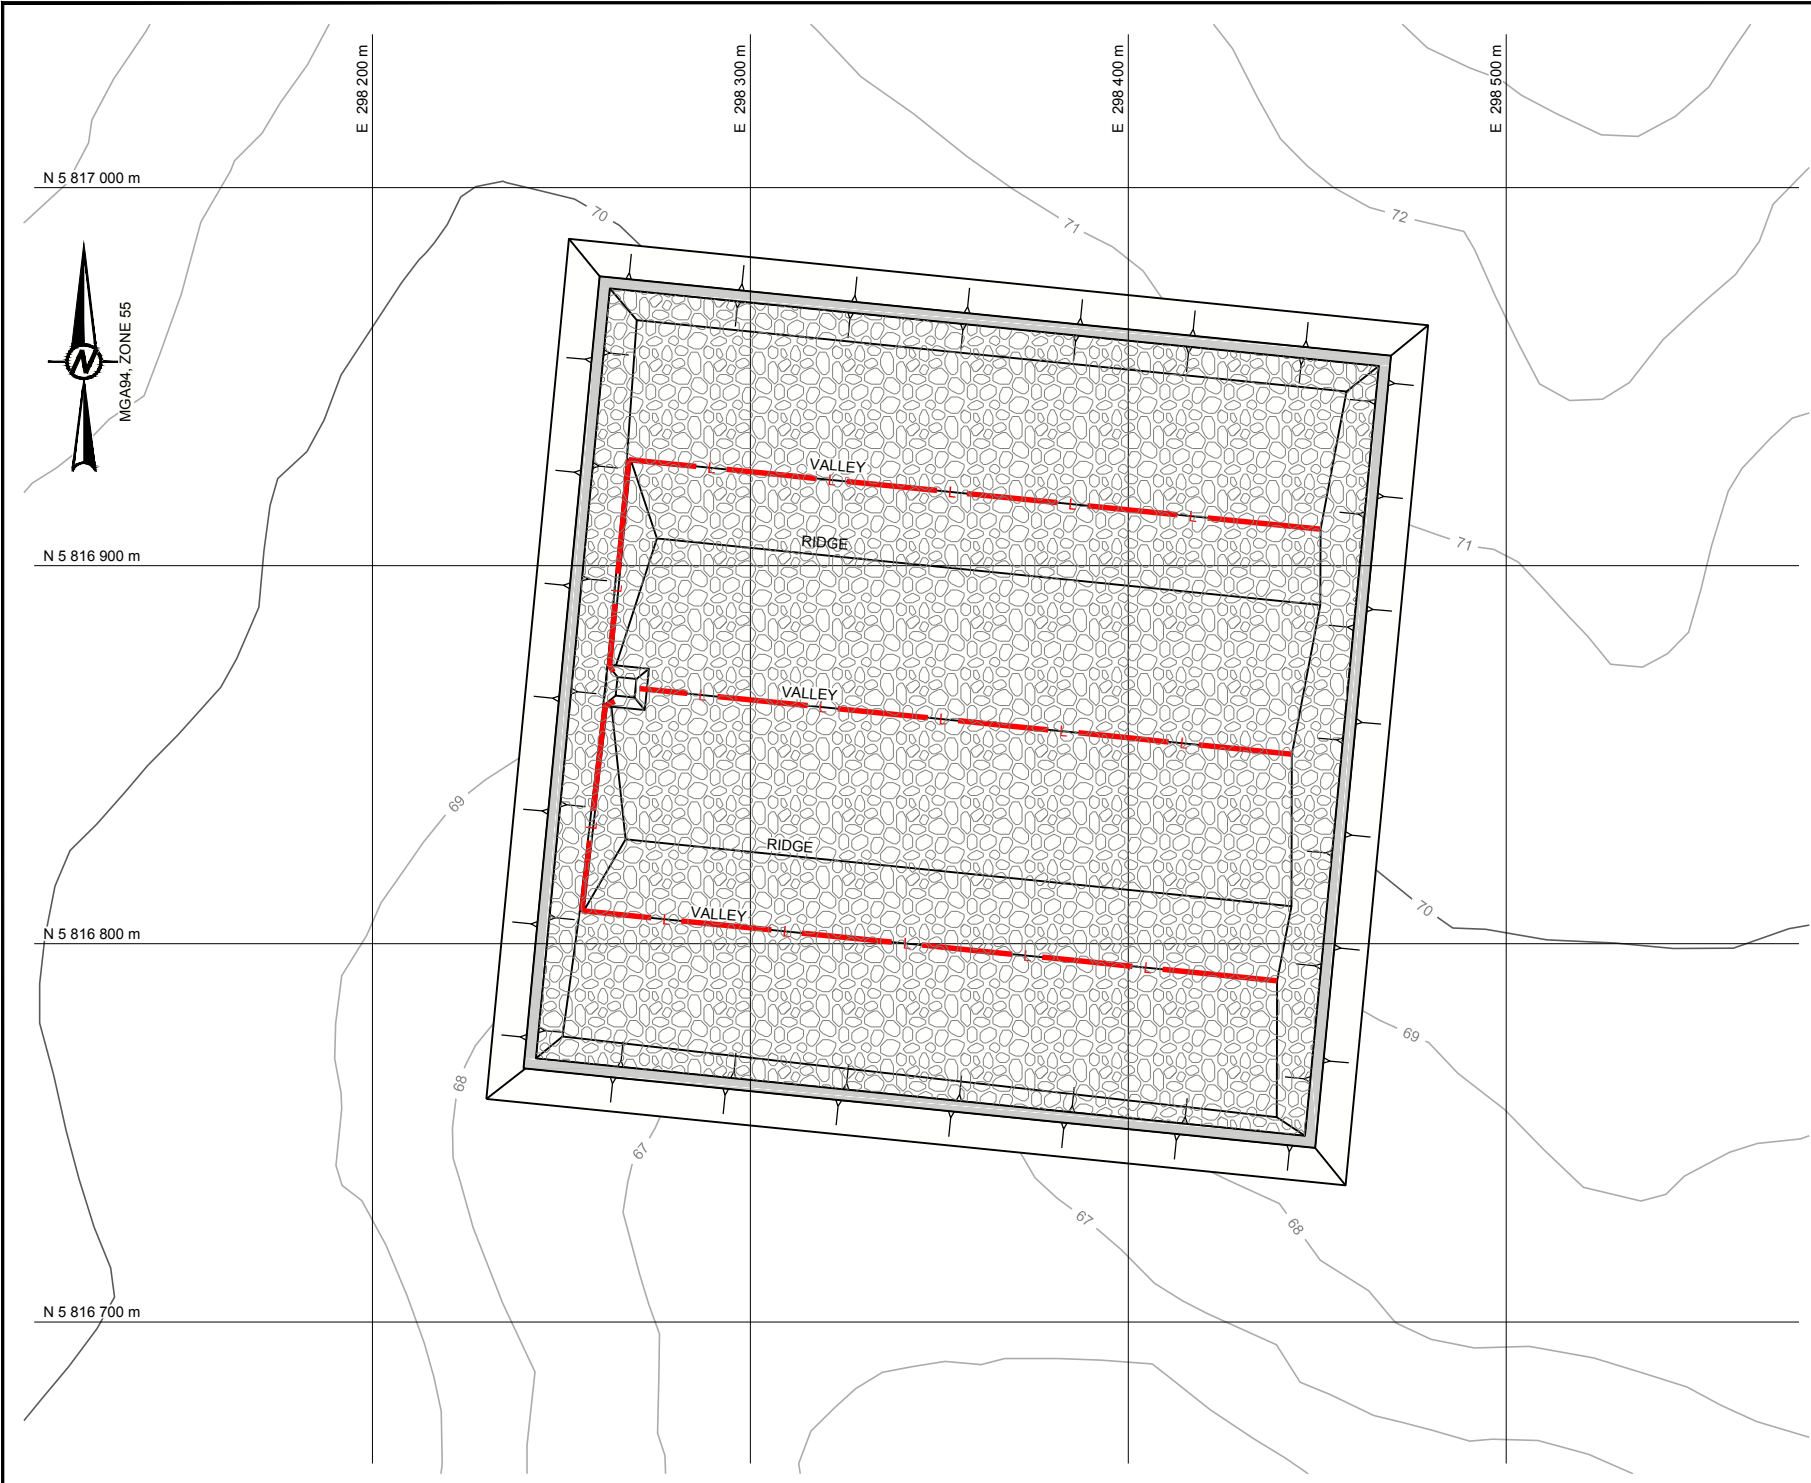 E 298 200 m
E 298 300 m
E 298 400 m
E 298 500 m
N 5 817 000 m
70
71
72
MGA94, ZONE 55
N
VALLEY
L L L L L
RIDGE
71
N 5 816 900 m
L
VALLEY
L L L L L
69
L
RIDGE
70
VALLEY
L L L L L
N 5 816 800 m
69
68
67
67
68
N 5 816 700 m